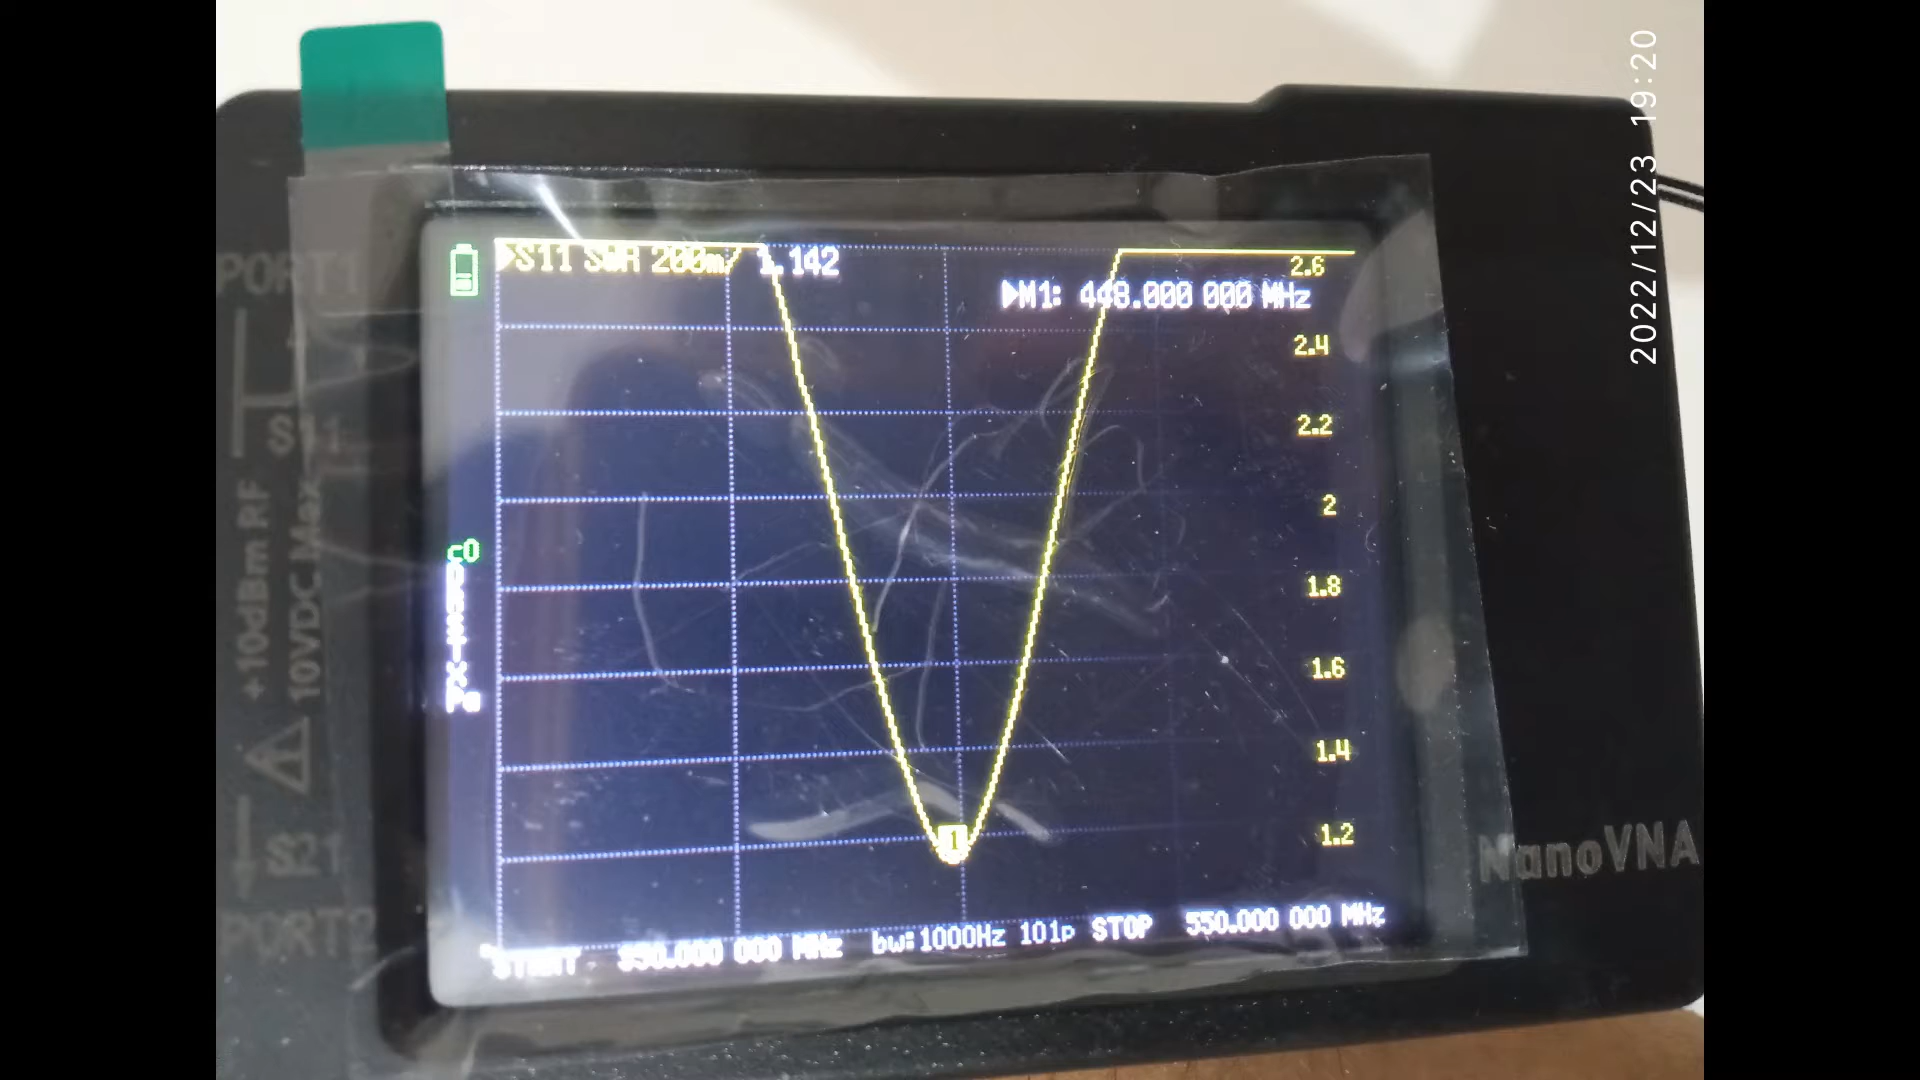 2022/12/23 19:20
PORT1
S11
+10dBm RF
10VDC Max
S21
PORT2
S11 SWR 200m/ 1.142
M1: 448.000 000 MHz
2.6
2.4
2.2
2
1.8
1.6
1.4
1.2
1
c0
START 350.000 000 MHz bw:1000Hz 101p STOP 550.000 000 MHz
NanoVNA